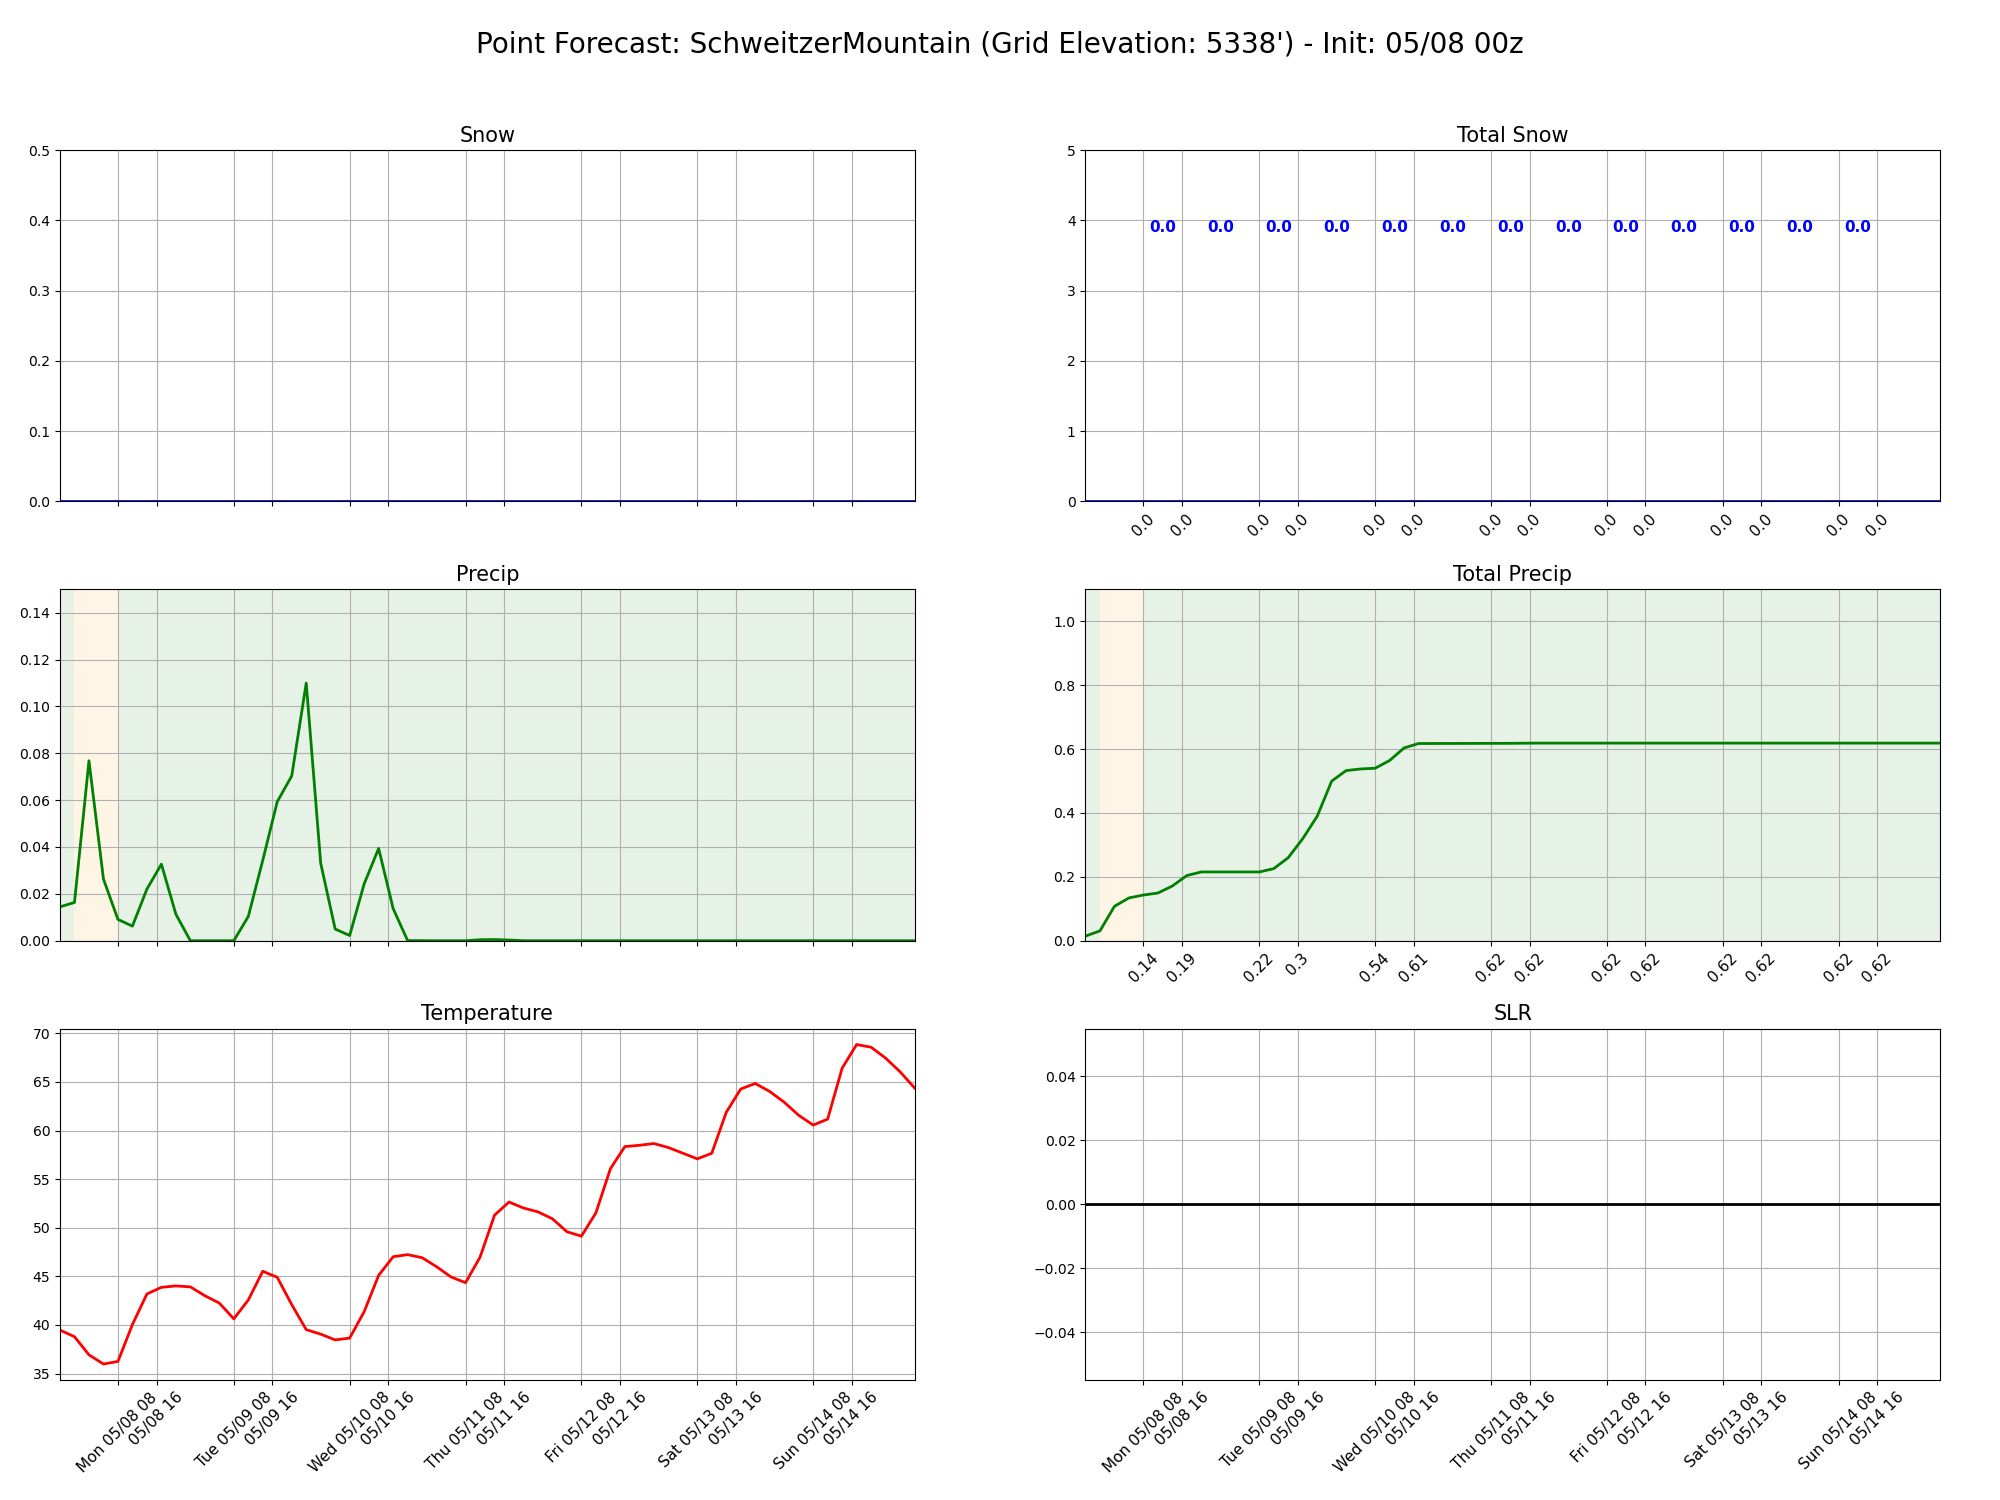 Point Forecast: SchweitzerMountain (Grid Elevation: 5338') - Init: 05/08 00z
Snow
0.5
0.4
0.3
0.2
0.1
0.0
Total Snow
5
4
3
2
1
0
0.0 0.0 0.0 0.0 0.0 0.0 0.0 0.0 0.0 0.0 0.0 0.0 0.0
0.0 0.0 0.0 0.0 0.0 0.0 0.0 0.0 0.0 0.0 0.0 0.0 0.0 0.0
Precip
0.14
0.12
0.10
0.08
0.06
0.04
0.02
0.00
Total Precip
1.0
0.8
0.6
0.4
0.2
0.0
0.14 0.19 0.22 0.3 0.54 0.61 0.62 0.62 0.62 0.62 0.62 0.62 0.62 0.62
Temperature
70
65
60
55
50
45
40
35
Mon 05/08 08
05/08 16
Tue 05/09 08
05/09 16
Wed 05/10 08
05/10 16
Thu 05/11 08
05/11 16
Fri 05/12 08
05/12 16
Sat 05/13 08
05/13 16
Sun 05/14 08
05/14 16
SLR
0.04
0.02
0.00
−0.02
−0.04
Mon 05/08 08
05/08 16
Tue 05/09 08
05/09 16
Wed 05/10 08
05/10 16
Thu 05/11 08
05/11 16
Fri 05/12 08
05/12 16
Sat 05/13 08
05/13 16
Sun 05/14 08
05/14 16